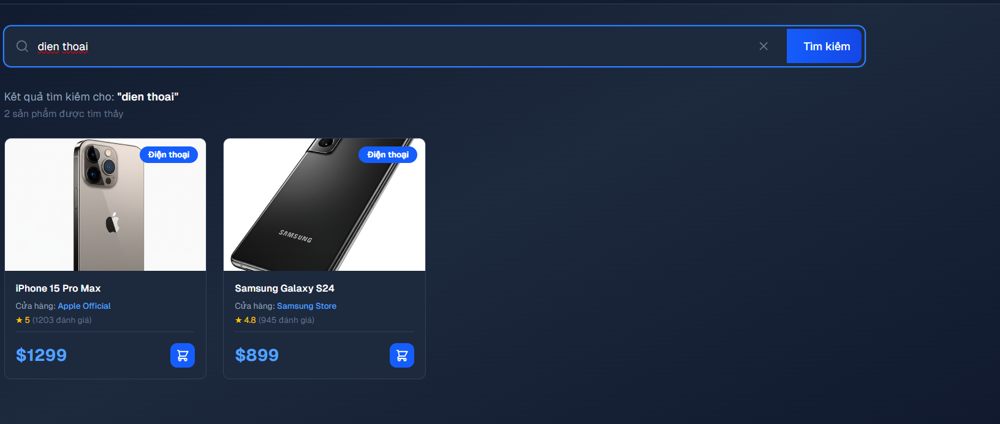 dien thoai
Tìm kiếm
Kết quả tìm kiếm cho: "dien thoai"
2 sản phẩm được tìm thấy
Điện thoại
Điện thoại
SAMSUNG
iPhone 15 Pro Max
Cửa hàng: Apple Official
★ 5 (1203 đánh giá)
$1299
Samsung Galaxy S24
Cửa hàng: Samsung Store
★ 4.8 (945 đánh giá)
$899